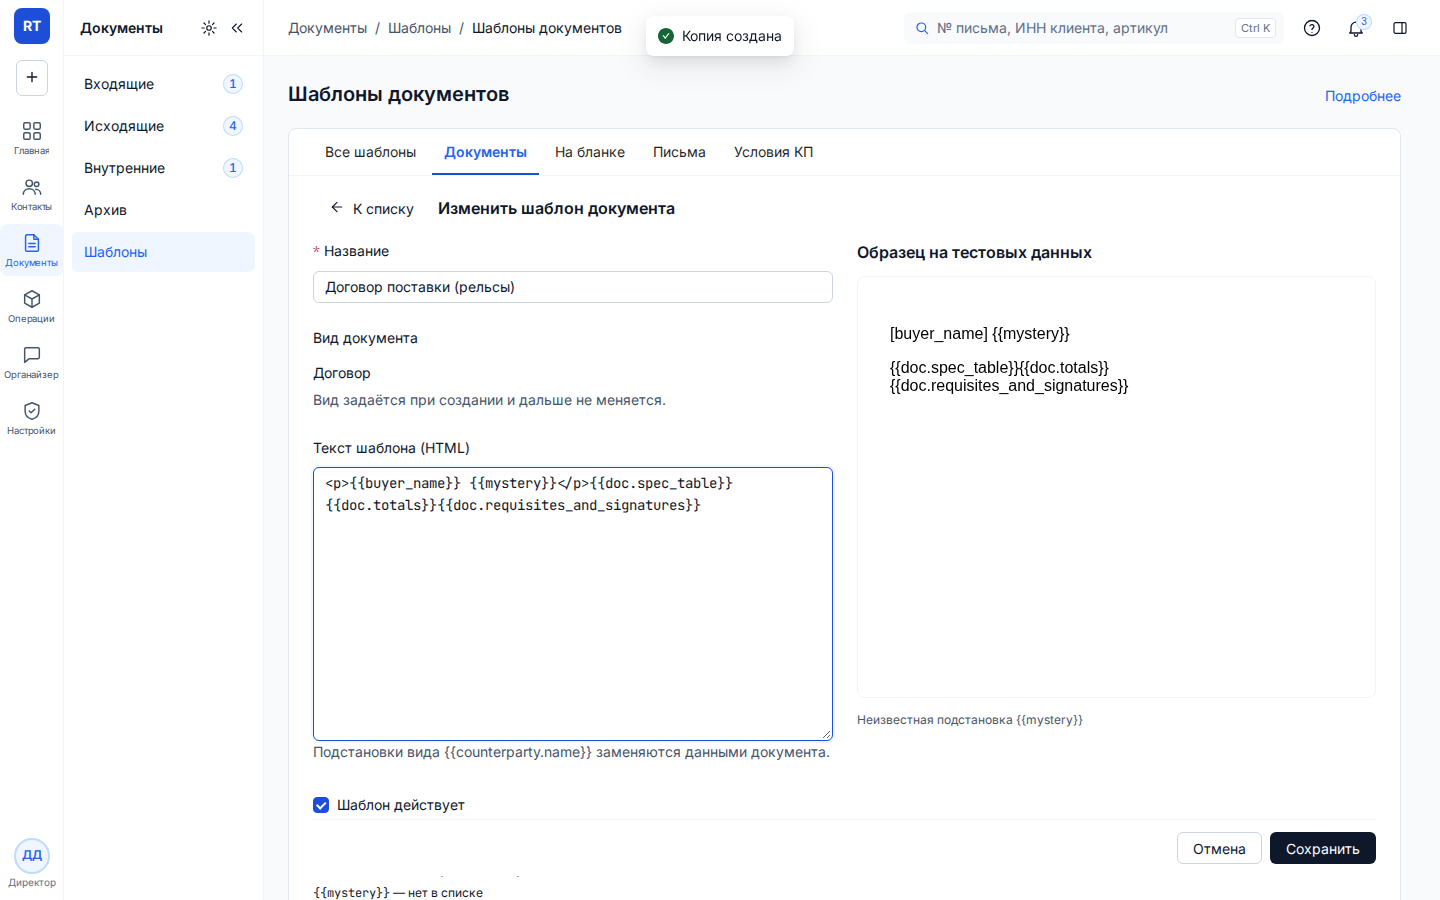 RT
Документы
Документы / Шаблоны / Шаблоны документов
Копия создана
№ письма, ИНН клиента, артикул
Ctrl K
3
Главная
Контакты
Документы
Операции
Органайзер
Настройки
ДД
Директор
Входящие 1
Исходящие 4
Внутренние 1
Архив
Шаблоны
Шаблоны документов
Подробнее
Все шаблоны
Документы
На бланке
Письма
Условия КП
К списку
Изменить шаблон документа
* Название
Договор поставки (рельсы)
Вид документа
Договор
Вид задаётся при создании и дальше не меняется.
Текст шаблона (HTML)
<p>{{buyer_name}} {{mystery}}</p>{{doc.spec_table}}
{{doc.totals}}{{doc.requisites_and_signatures}}
Подстановки вида {{counterparty.name}} заменяются данными документа.
Шаблон действует
Образец на тестовых данных
[buyer_name] {{mystery}}
{{doc.spec_table}}{{doc.totals}}
{{doc.requisites_and_signatures}}
Неизвестная подстановка {{mystery}}
Отмена
Сохранить
{{mystery}} — нет в списке